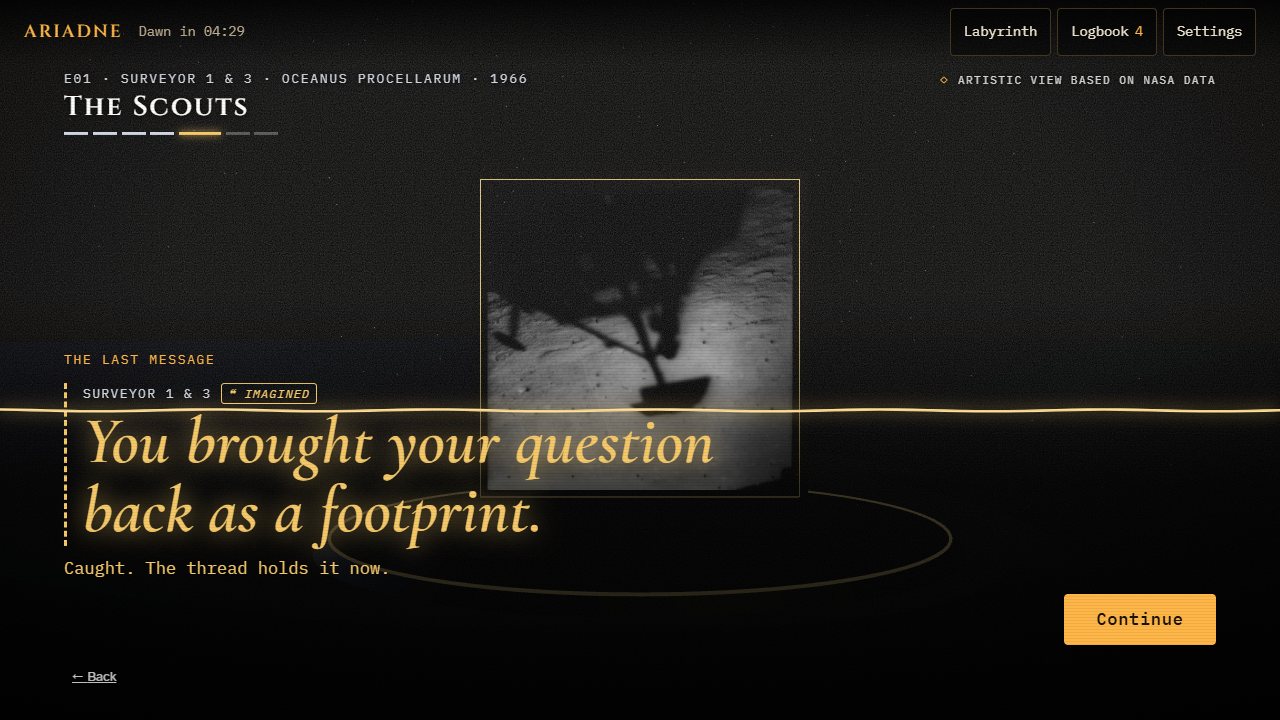 ARIADNE Dawn in 04:29 Labyrinth Logbook 4 Settings
E01 · SURVEYOR 1 & 3 · OCEANUS PROCELLARUM · 1966
◇ ARTISTIC VIEW BASED ON NASA DATA
The Scouts
THE LAST MESSAGE
SURVEYOR 1 & 3 ❝ IMAGINED
You brought your question
back as a footprint.
Caught. The thread holds it now.
Continue
← Back